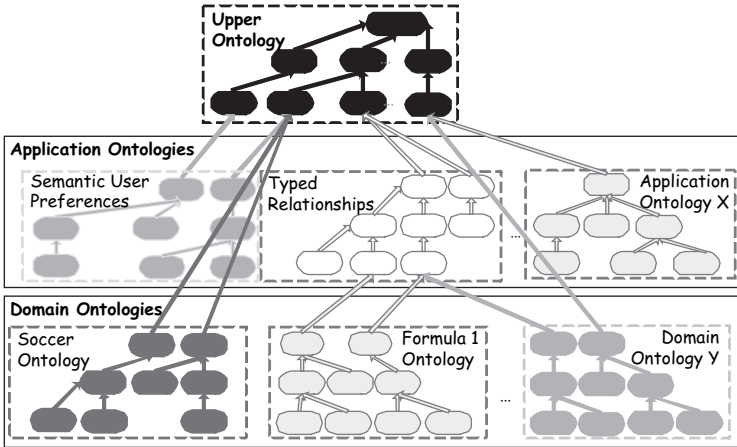 Upper
Ontology
...
...
Application Ontologies
Semantic User
Preferences
Typed
Relationships
...
Application
Ontology X
Domain Ontologies
Soccer
Ontology
Formula 1
Ontology
...
Domain
Ontology Y